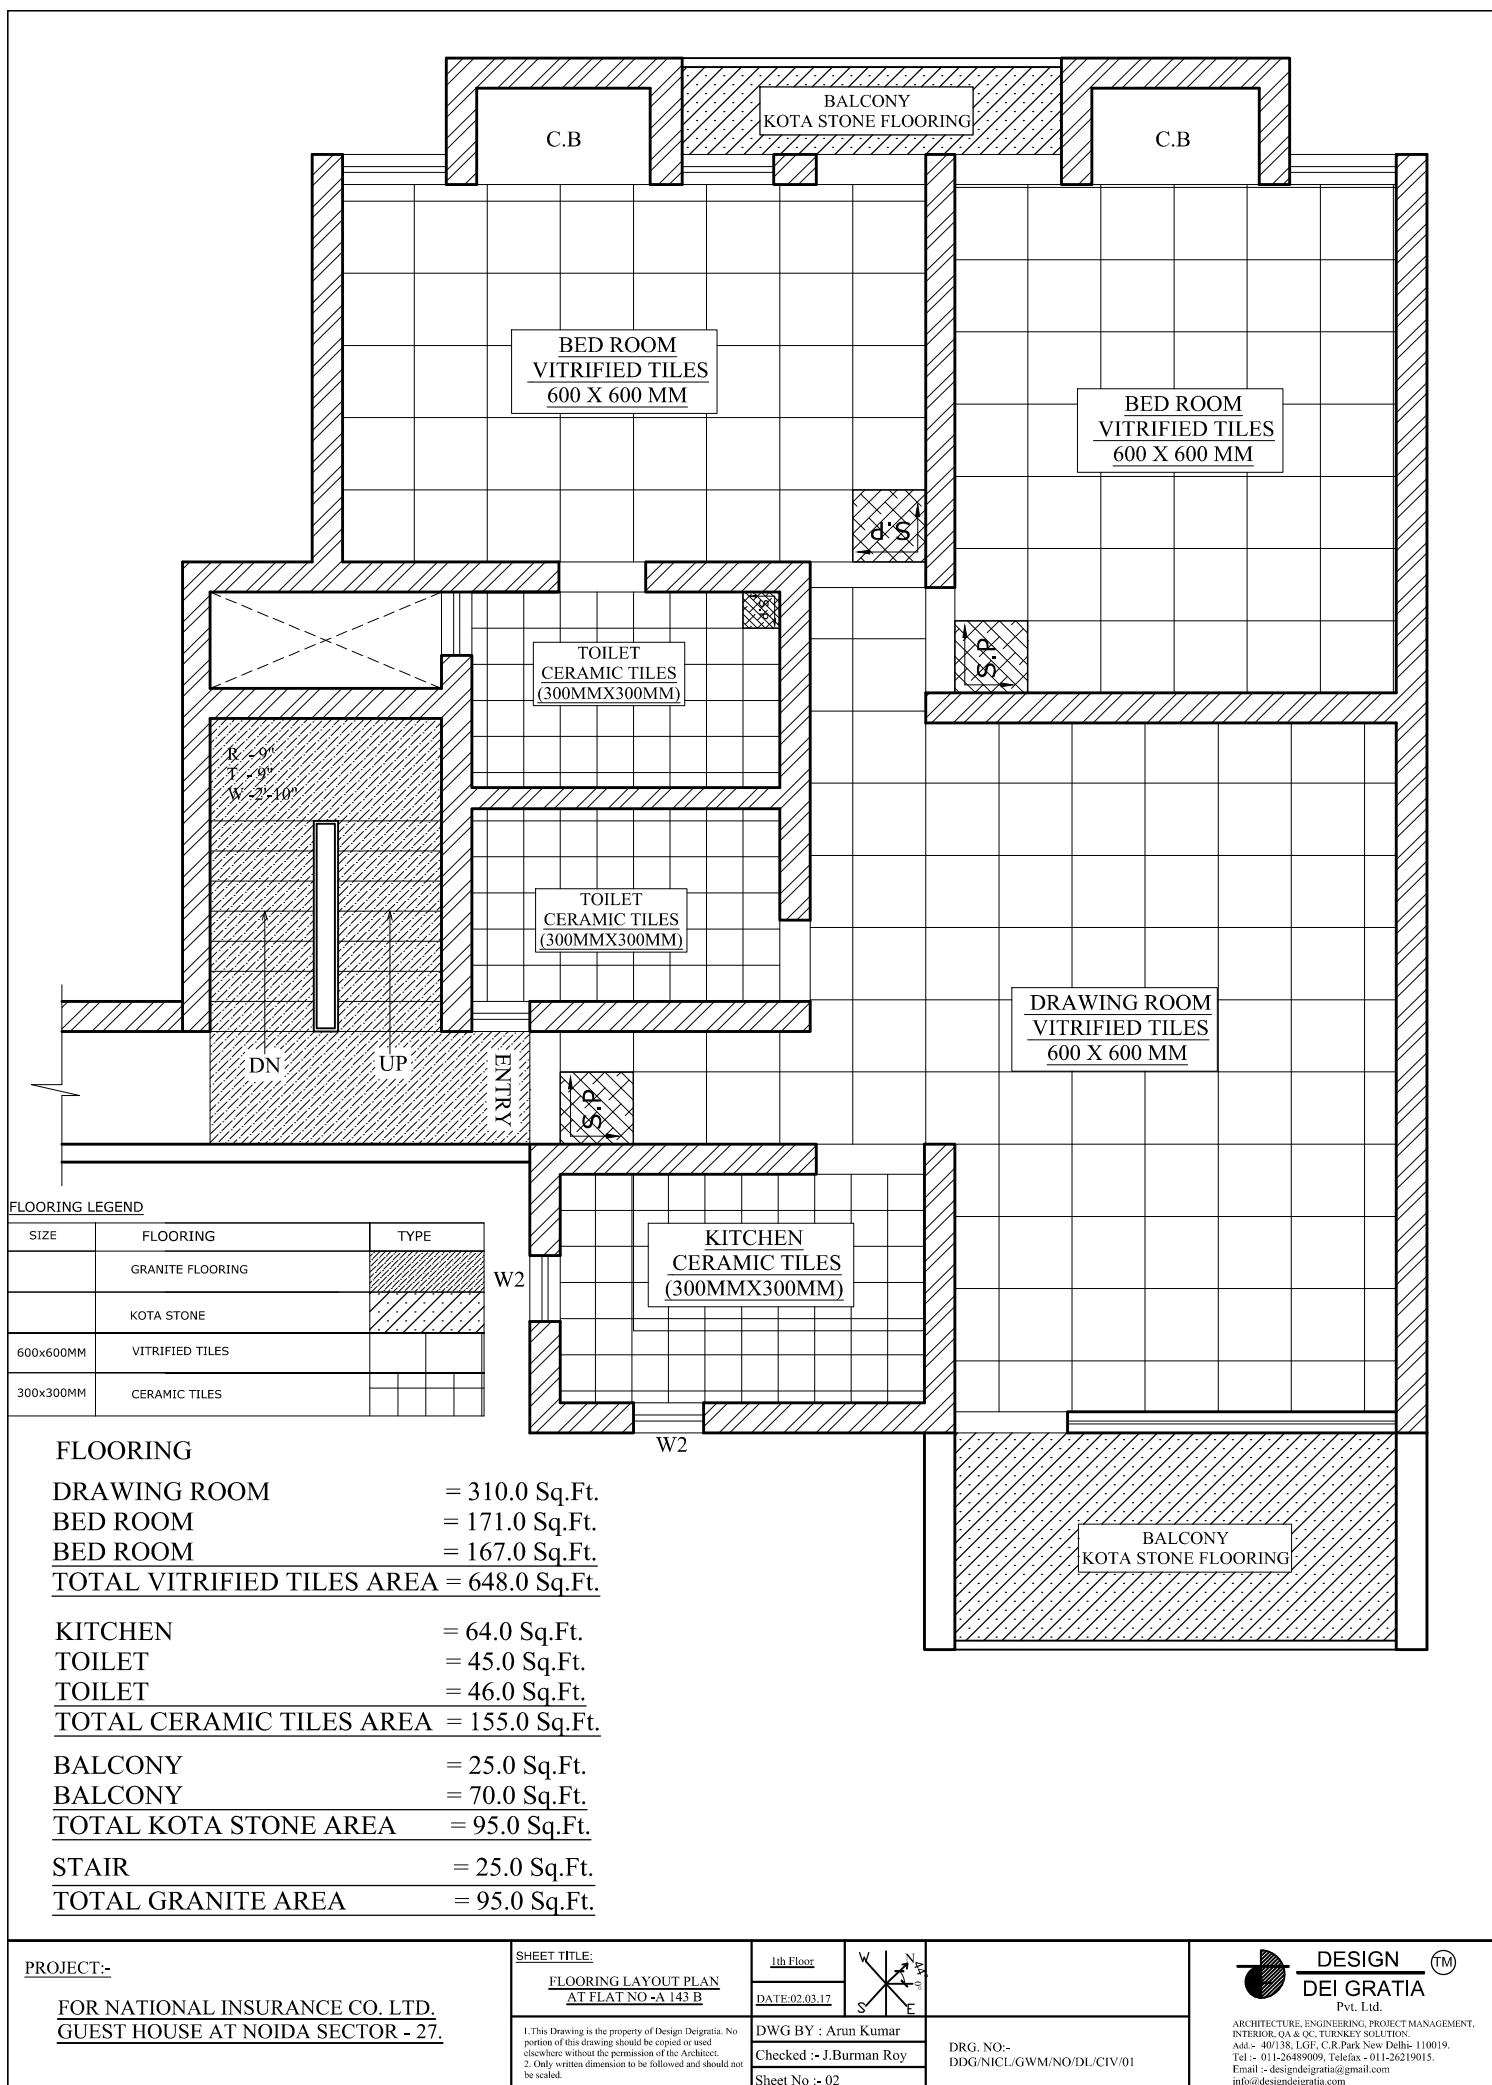 BALCONY
KOTA STONE FLOORING
C.B
C.B
BED ROOM
VITRIFIED TILES
600 X 600 MM
BED ROOM
VITRIFIED TILES
600 X 600 MM
S.P
S.P
S.P
TOILET
CERAMIC TILES
(300MMX300MM)
R - 9"
T - 9"
W -2'-10"
TOILET
CERAMIC TILES
(300MMX300MM)
DRAWING ROOM
VITRIFIED TILES
600 X 600 MM
DN
UP
ENTRY
S.P
KITCHEN
CERAMIC TILES
(300MMX300MM)
W2
W2
BALCONY
KOTA STONE FLOORING
FLOORING LEGEND
SIZE FLOORING TYPE
GRANITE FLOORING
KOTA STONE
600x600MM VITRIFIED TILES
300x300MM CERAMIC TILES
FLOORING
DRAWING ROOM = 310.0 Sq.Ft.
BED ROOM = 171.0 Sq.Ft.
BED ROOM = 167.0 Sq.Ft.
TOTAL VITRIFIED TILES AREA = 648.0 Sq.Ft.
KITCHEN = 64.0 Sq.Ft.
TOILET = 45.0 Sq.Ft.
TOILET = 46.0 Sq.Ft.
TOTAL CERAMIC TILES AREA = 155.0 Sq.Ft.
BALCONY = 25.0 Sq.Ft.
BALCONY = 70.0 Sq.Ft.
TOTAL KOTA STONE AREA = 95.0 Sq.Ft.
STAIR = 25.0 Sq.Ft.
TOTAL GRANITE AREA = 95.0 Sq.Ft.
PROJECT:-
FOR NATIONAL INSURANCE CO. LTD.
GUEST HOUSE AT NOIDA SECTOR - 27.
SHEET TITLE:
FLOORING LAYOUT PLAN
AT FLAT NO -A 143 B
1.This Drawing is the property of Design Deigratia. No
portion of this drawing should be copied or used
elsewhere without the permission of the Architect.
2. Only written dimension to be followed and should not
be scaled.
1th Floor
DATE:02.03.17
W N
44°
0°
S E
DWG BY : Arun Kumar
Checked :- J.Burman Roy
Sheet No :- 02
DRG. NO:-
DDG/NICL/GWM/NO/DL/CIV/01
DESIGN TM
DEI GRATIA
Pvt. Ltd.
ARCHITECTURE, ENGINEERING, PROJECT MANAGEMENT,
INTERIOR, QA & QC, TURNKEY SOLUTION.
Add.:- 40/138, LGF, C.R.Park New Delhi- 110019.
Tel :- 011-26489009, Telefax - 011-26219015.
Email :- designdeigratia@gmail.com
info@designdeigratia.com